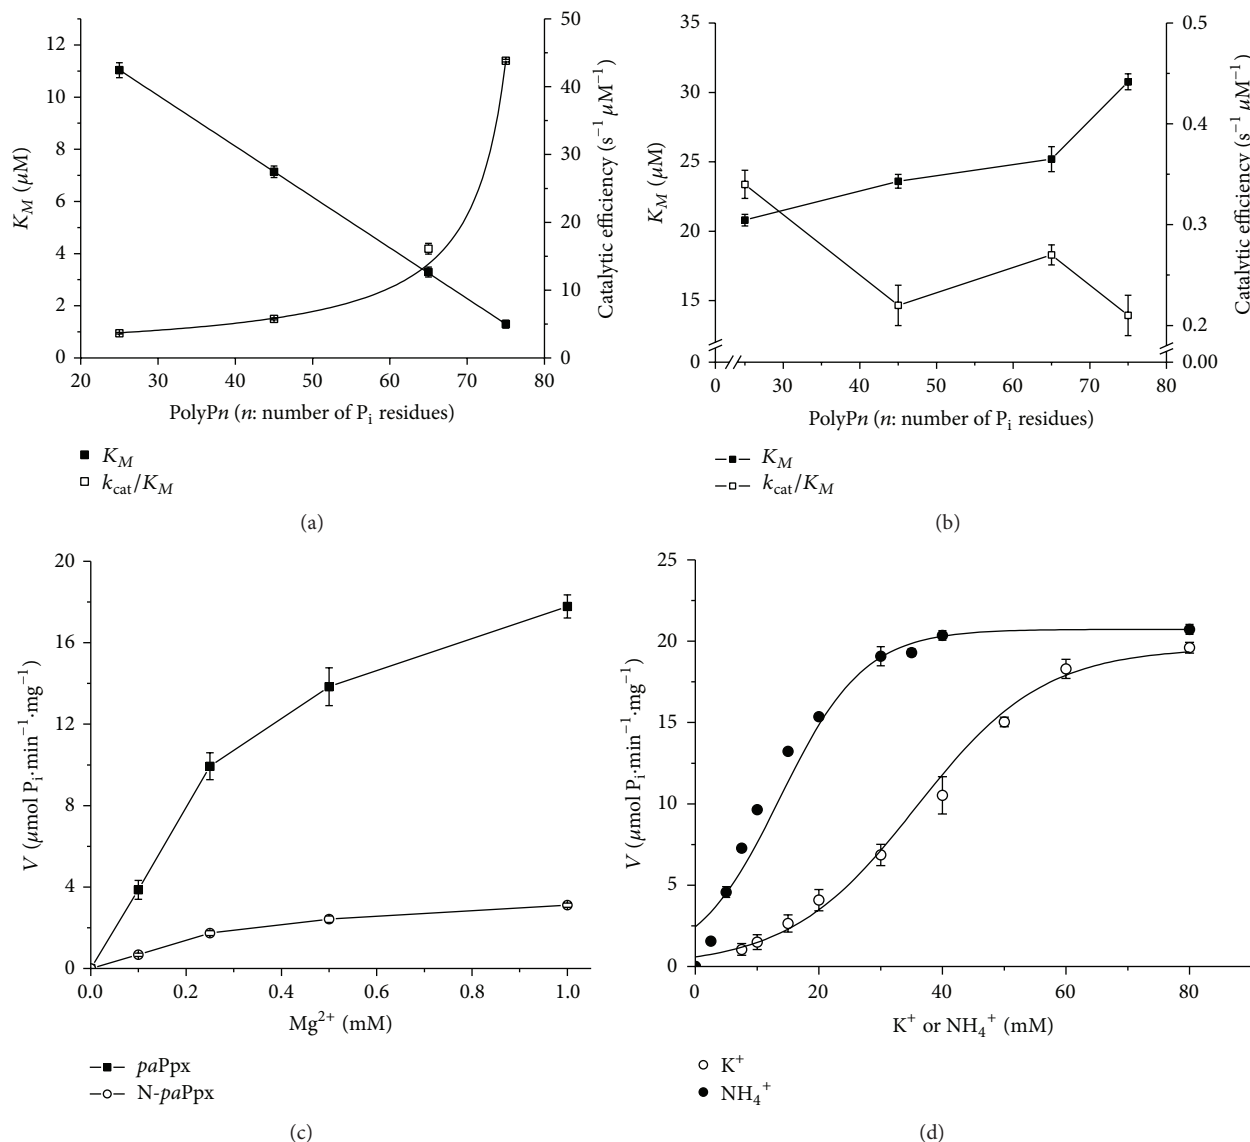 50
35
0.5
12
40
10
30
0.4
30
8
25
6
20
20
0.3
4
10
15
0.2
2
0
0
0
0.00
20
30
40
50
60
70
80
0
30
40
50
60
70
80
K_M (μM)
Catalytic efficiency (s⁻¹ μM⁻¹)
K_M (μM)
Catalytic efficiency (s⁻¹ μM⁻¹)
PolyPn (n: number of Pᵢ residues)
PolyPn (n: number of Pᵢ residues)
K_M
k_cat/K_M
K_M
k_cat/K_M
(a)
(b)
20
16
12
8
4
0
0.0
0.2
0.4
0.6
0.8
1.0
V (μmol Pᵢ·min⁻¹·mg⁻¹)
Mg²⁺ (mM)
paPpx
N-paPpx
(c)
25
20
15
10
5
0
0
20
40
60
80
V (μmol Pᵢ·min⁻¹·mg⁻¹)
K⁺ or NH₄⁺ (mM)
K⁺
NH₄⁺
(d)